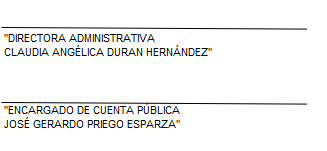 "DIRECTORA ADMINISTRATIVA
CLAUDIA ANGÉLICA DURAN HERNÁNDEZ"
"ENCARGADO DE CUENTA PÚBLICA
JOSÉ GERARDO PRIEGO ESPARZA"